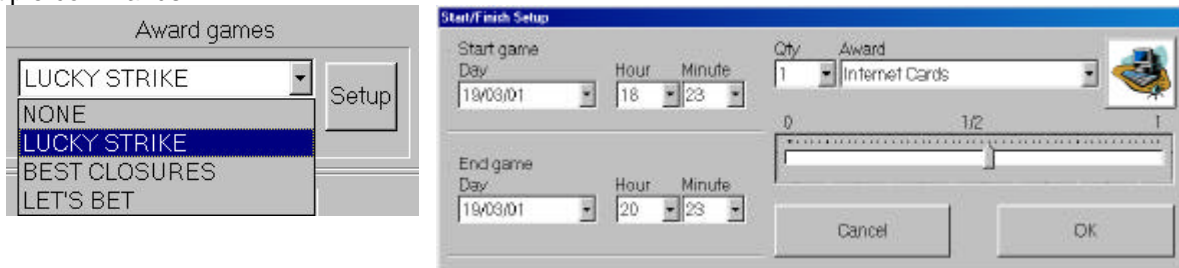 Award games
LUCKY STRIKE
Setup
NONE
LUCKY STRIKE
BEST CLOSURES
LET'S BET
Start/Finish Setup
Start game
Day Hour Minute
19/03/01 18 23
End game
Day Hour Minute
19/03/01 20 23
Qty Award
1 Internet Cards
0 1/2 1
Cancel OK